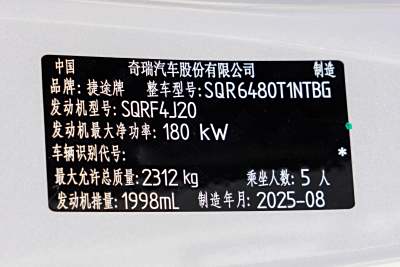 中国 奇瑞汽车股份有限公司 制造
品牌: 捷途牌 整车型号: SQR6480T1NTBG
发动机型号: SQRF4J20
发动机最大净功率: 180 kW
车辆识别代号: *
最大允许总质量: 2312 kg 乘坐人数: 5 人
发动机排量: 1998mL 制造年月: 2025-08